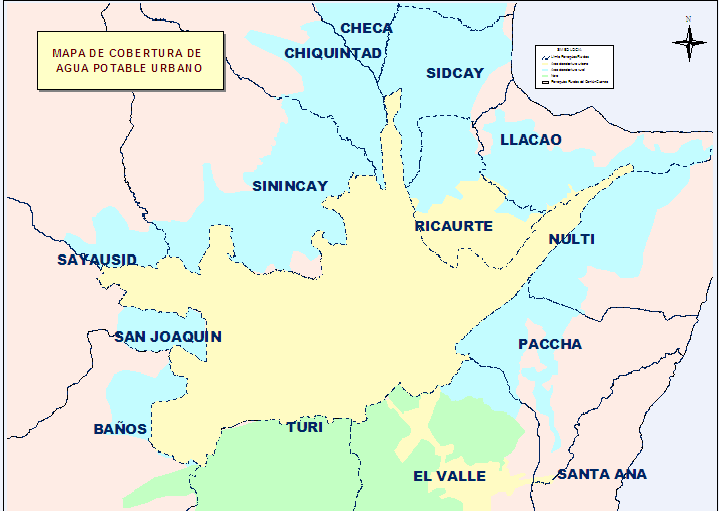 CHECA
MAPA DE COBERTURA DE
AGUA POTABLE URBANO
CHIQUINTAD
N
SIDCAY
LLACAO
SININCAY
RICAURTE
NULTI
SAYAUSID
SAN JOAQUIN
PACCHA
BAÑOS
TURI
EL VALLE
SANTA ANA